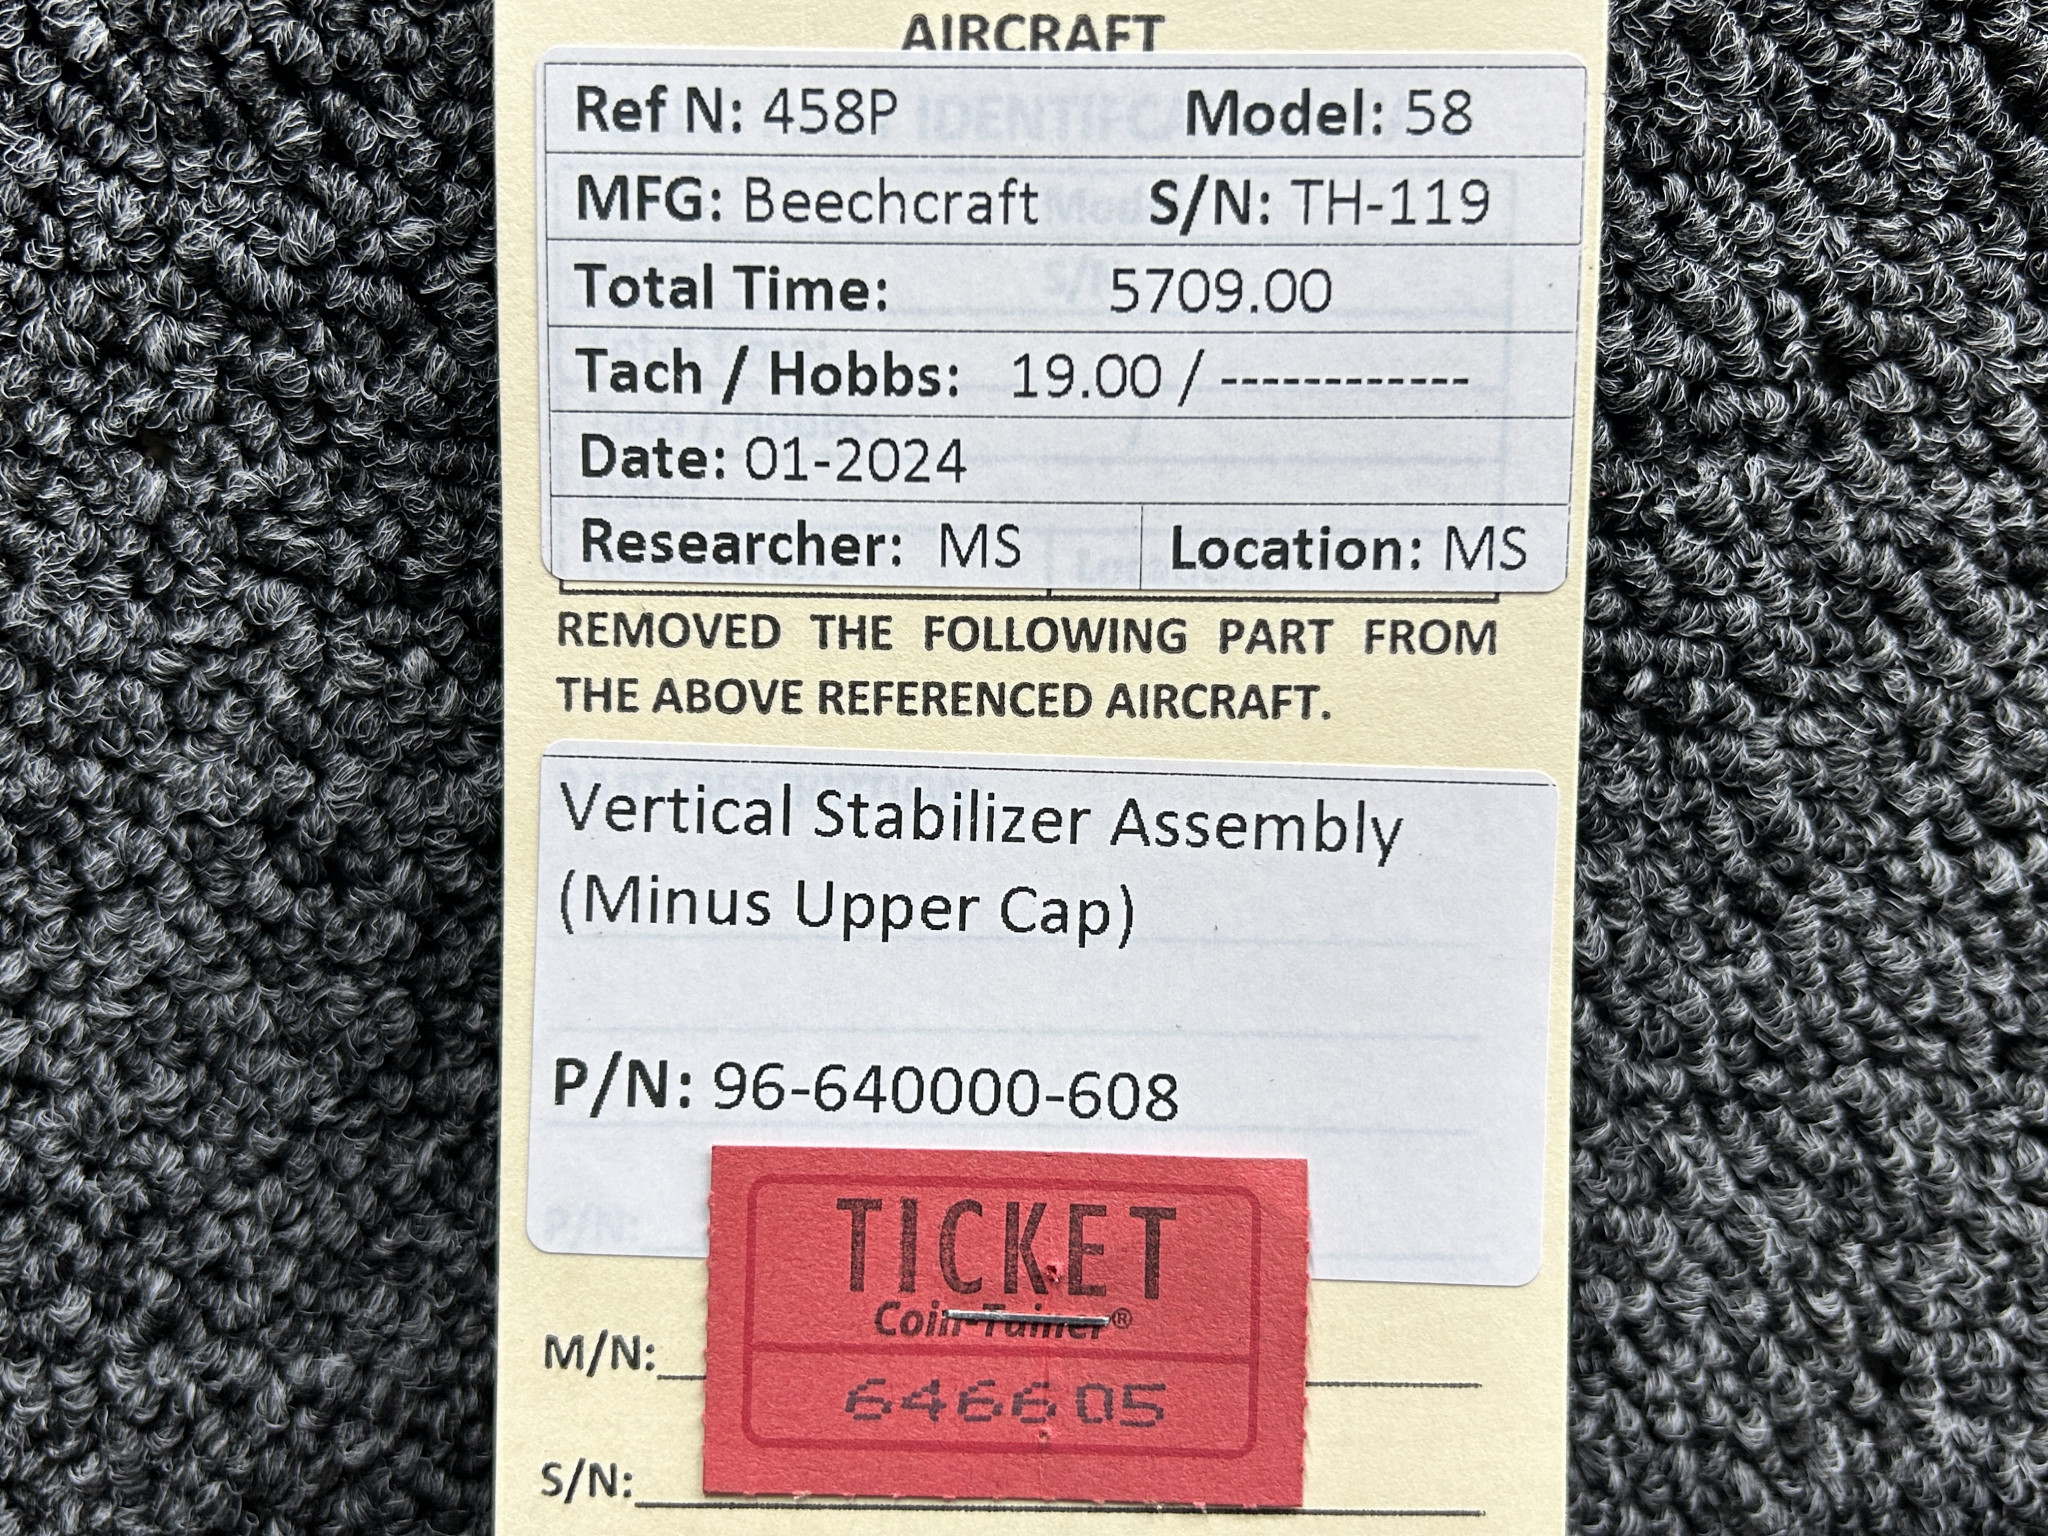 AIRCRAFT
Ref N: 458P Model: 58
MFG: Beechcraft S/N: TH-119
Total Time: 5709.00
Tach / Hobbs: 19.00 / ------------
Date: 01-2024
Researcher: MS Location: MS
REMOVED THE FOLLOWING PART FROM
THE ABOVE REFERENCED AIRCRAFT.
Vertical Stabilizer Assembly
(Minus Upper Cap)
P/N: 96-640000-608
P/N:
TICKET
Coin-Tainer®
646605
M/N:
S/N: